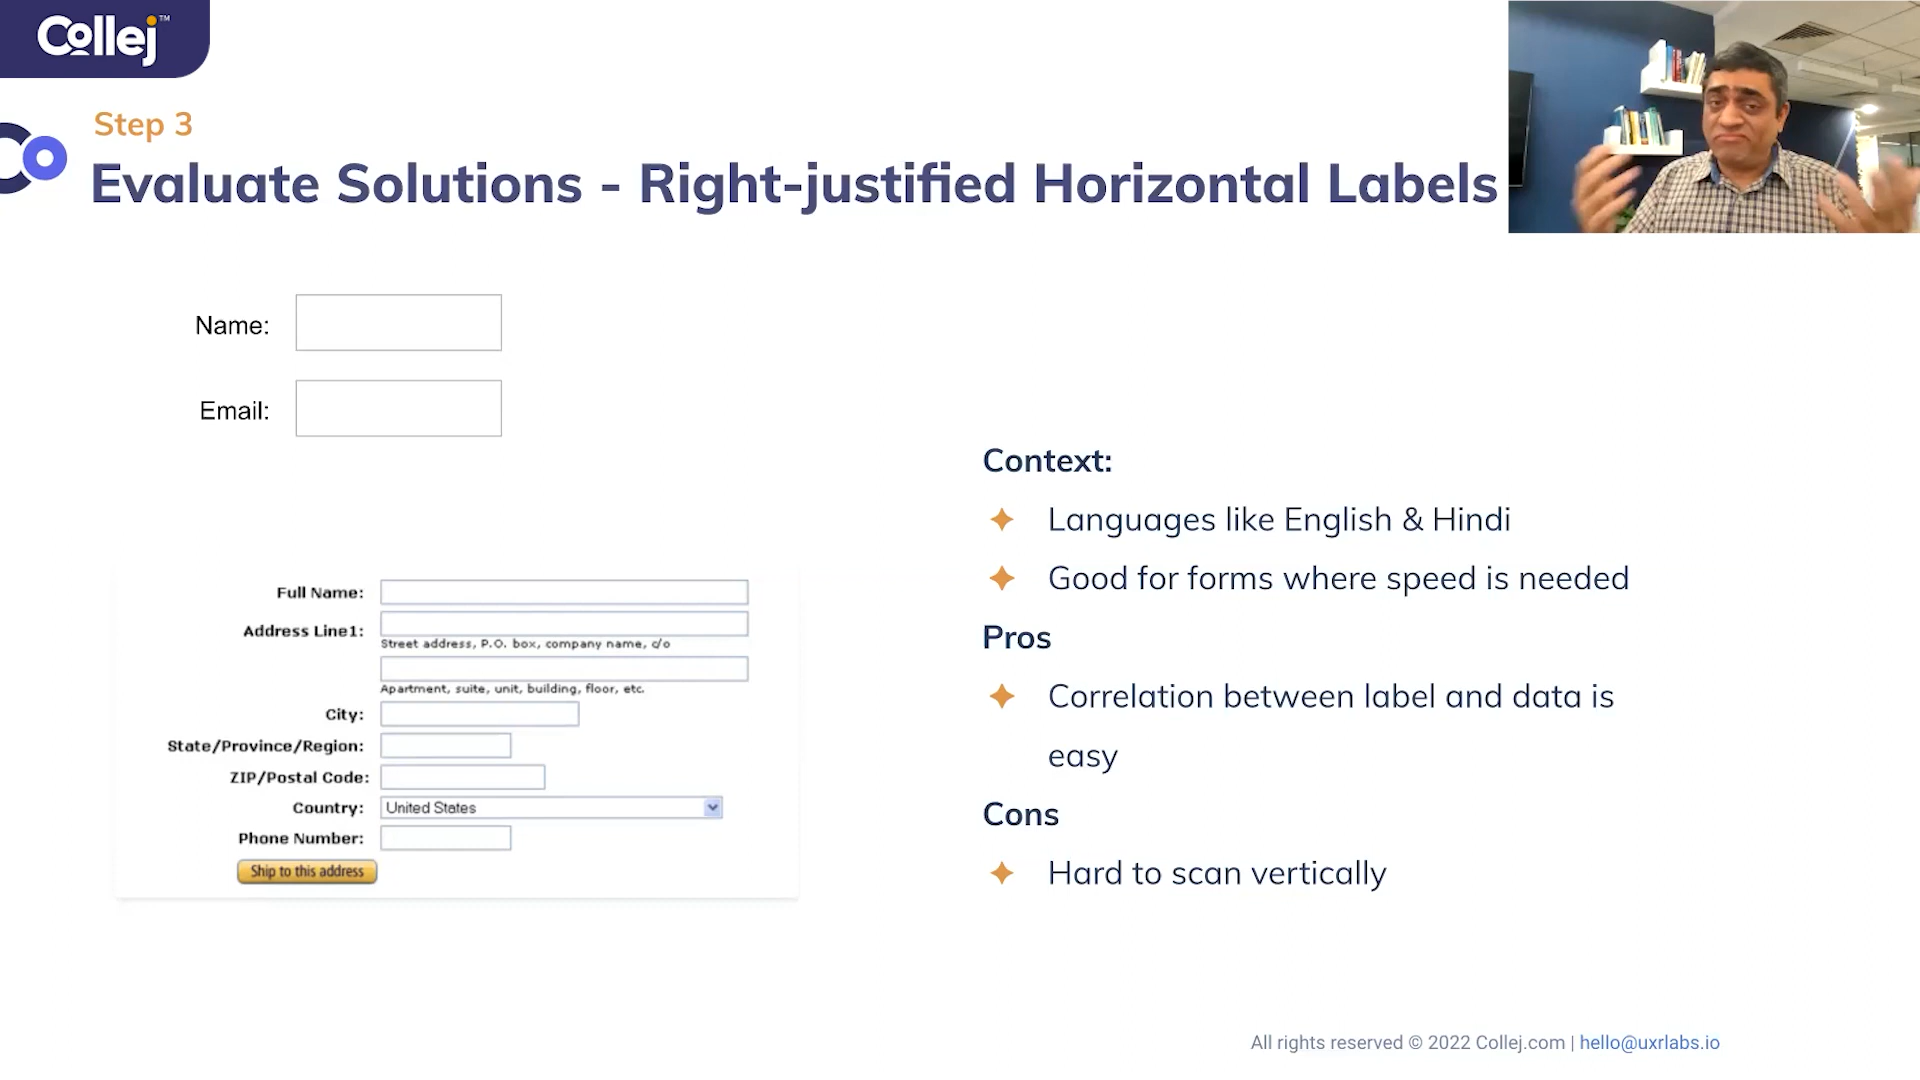 Collej™
Step 3
Evaluate Solutions - Right-justified Horizontal Labels
Name:
Email:
Full Name:
Address Line1:
Street address, P.O. box, company name, c/o
Apartment, suite, unit, building, floor, etc.
City:
State/Province/Region:
ZIP/Postal Code:
Country: United States
Phone Number:
Ship to this address
Context:
Languages like English & Hindi
Good for forms where speed is needed
Pros
Correlation between label and data is
easy
Cons
Hard to scan vertically
All rights reserved © 2022 Collej.com | hello@uxrlabs.io